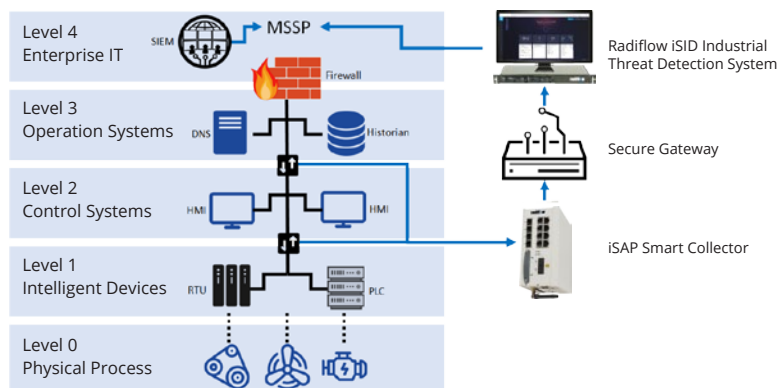 Level 4
Enterprise IT
SIEM
MSSP
Firewall
Level 3
Operation Systems
DNS
Historian
Level 2
Control Systems
HMI
HMI
Level 1
Intelligent Devices
RTU
PLC
Level 0
Physical Process
Radiflow iSID Industrial
Threat Detection System
Secure Gateway
iSAP Smart Collector